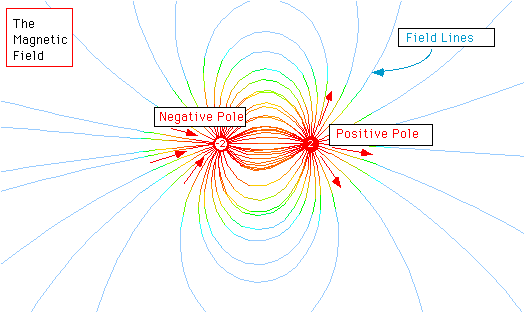 The
Magnetic
Field
Field Lines
Negative Pole
Positive Pole
-2
2